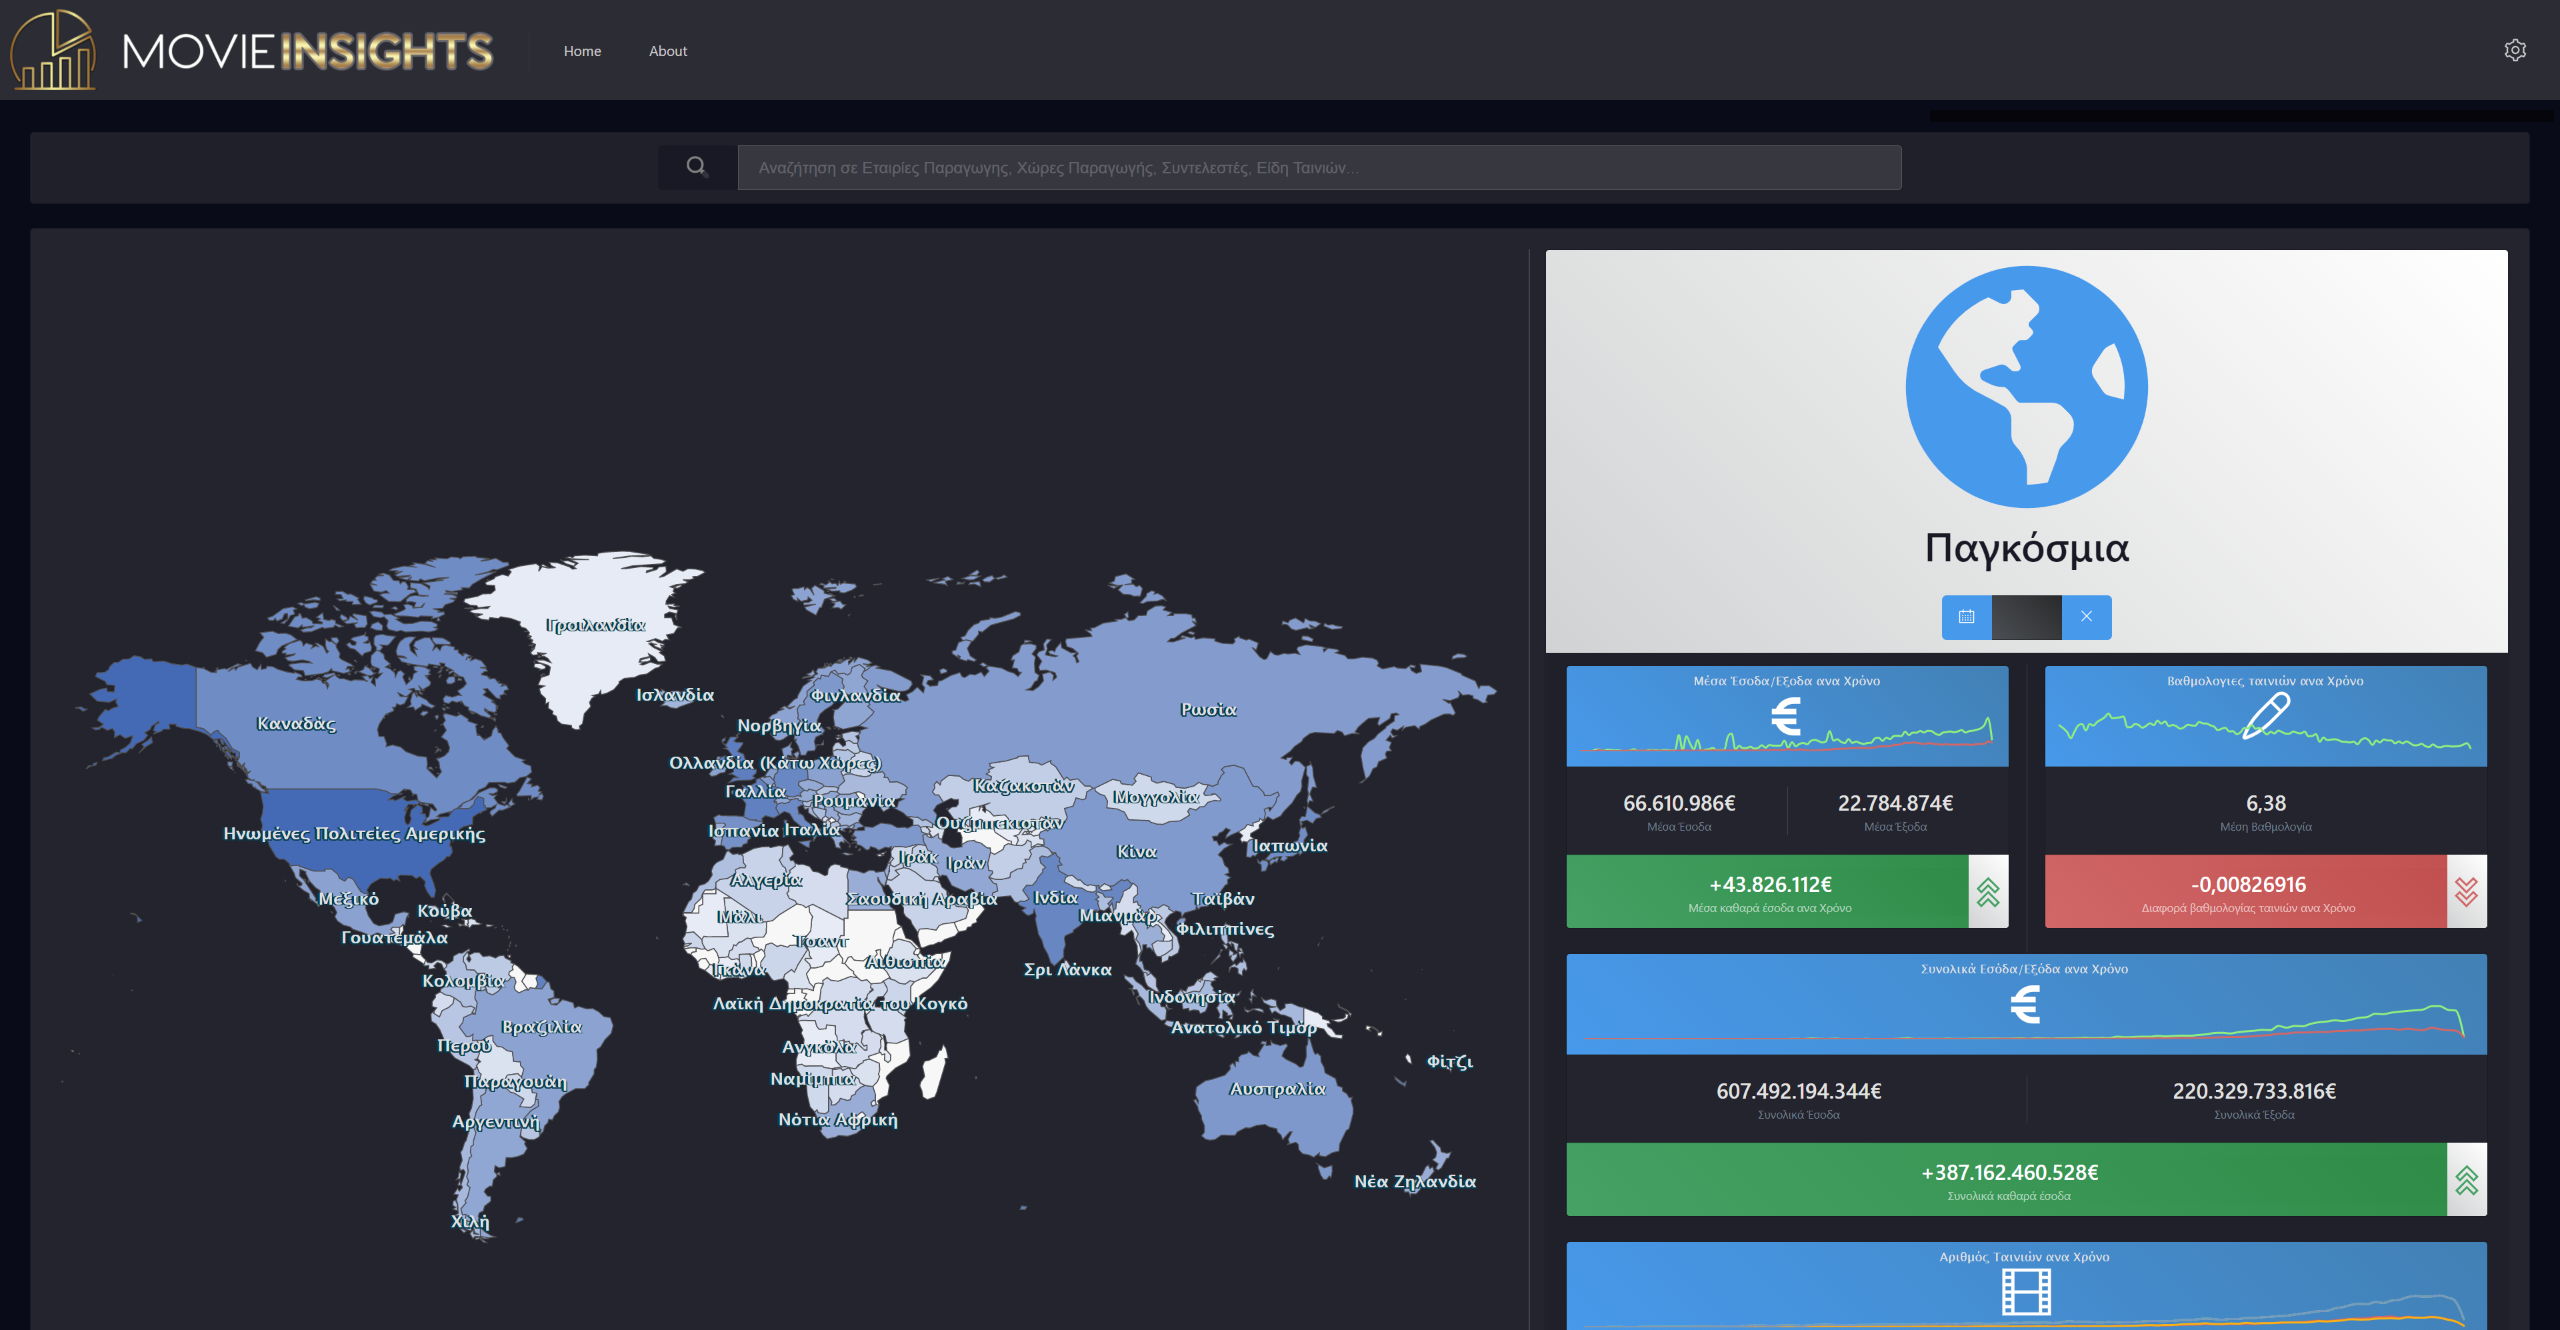 MOVIEINSIGHTS
Home
About
Αναζήτηση σε Εταιρίες Παραγωγης, Χώρες Παραγωγής, Συντελεστές, Είδη Ταινιών...
Γροιλανδία
Ισλανδία
Φινλανδία
Ρωσία
Καναδάς
Νορβηγία
Ολλανδία (Κάτω Χώρες)
Καζακστάν
Γαλλία
Ρουμανία
Μογγολία
Ουζμπεκιστάν
Ηνωμένες Πολιτείες Αμερικής
Ισπανία
Ιταλία
Ιαπωνία
Κίνα
Ιράκ
Ιράν
Αλγερία
Μεξικό
Σαουδική Αραβία
Ινδία
Ταϊβάν
Κούβα
Μάλι
Μιανμάρ
Φιλιππίνες
Γουατεμάλα
Τσαντ
Αιθιοπία
Γκάνα
Σρι Λάνκα
Κολομβία
Ινδονησία
Λαϊκή Δημοκρατία του Κογκό
Βραζιλία
Ανατολικό Τιμόρ
Περού
Ανγκόλα
Φίτζι
Παραγουάη
Ναμίμπια
Αυστραλία
Αργεντινή
Νότια Αφρική
Νέα Ζηλανδία
Χιλή
Παγκόσμια
Μέσα Έσοδα/Εξοδα ανα Χρόνο
€
66.610.986€
Μέσα Έσοδα
22.784.874€
Μέσα Έξοδα
+43.826.112€
Μέσα καθαρά έσοδα ανα Χρόνο
Βαθμολογιες ταινιών ανα Χρόνο
6,38
Μέση Βαθμολογία
-0,00826916
Διαφορά βαθμολογίας ταινιών ανα Χρόνο
Συνολικά Εσόδα/Εξόδα ανα Χρόνο
€
607.492.194.344€
Συνολικά Έσοδα
220.329.733.816€
Συνολικά Έξοδα
+387.162.460.528€
Συνολικά καθαρά έσοδα
Αριθμός Ταινιών ανα Χρόνο